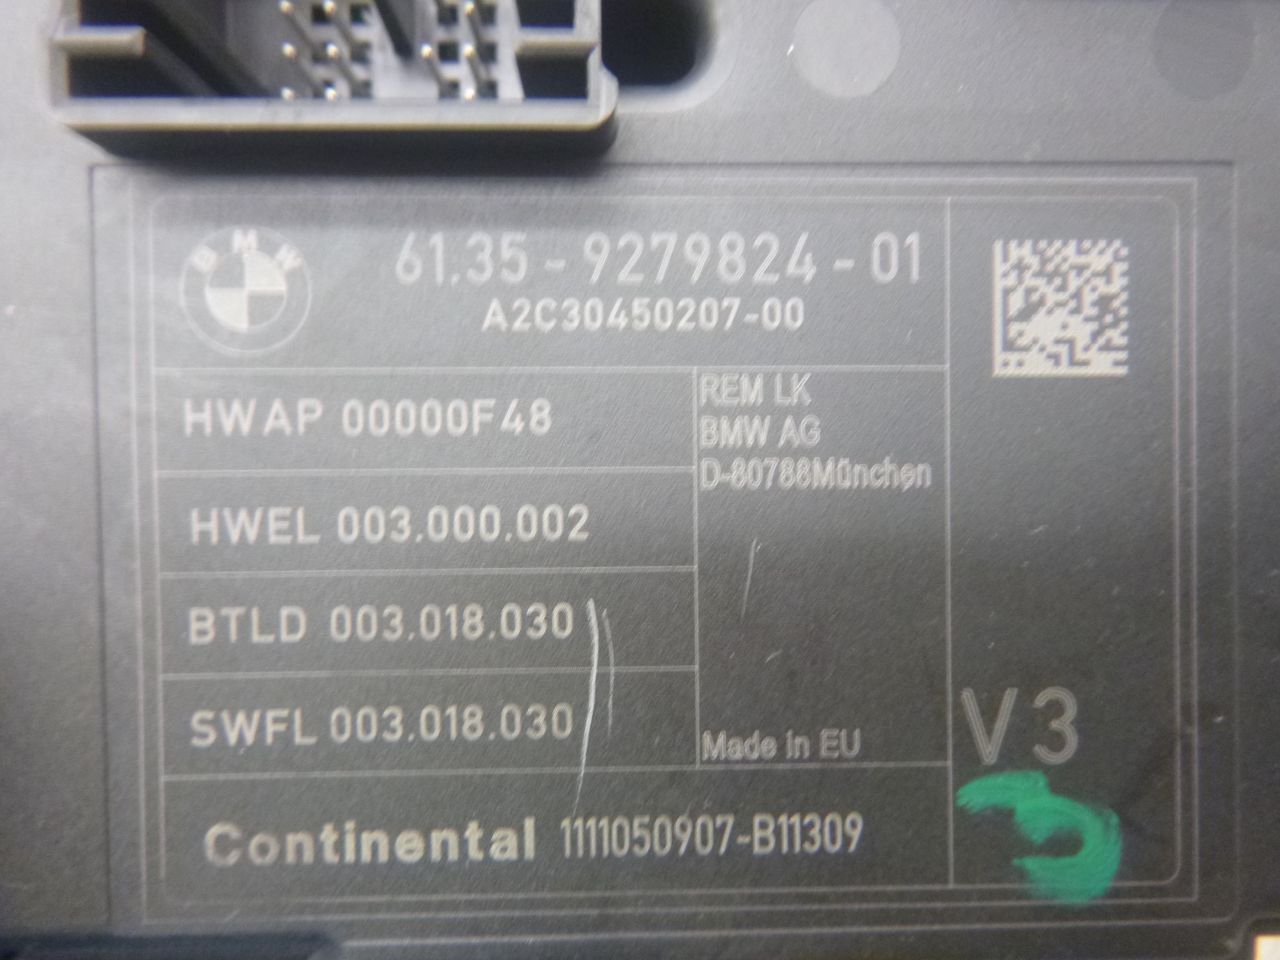 BMW
61.35 - 9279824 - 01
A2C30450207-00
HWAP 00000F48
REM LK
BMW AG
D-80788München
HWEL 003.000.002
BTLD 003.018.030
SWFL 003.018.030
Made in EU
V3
Continental 1111050907-B11309